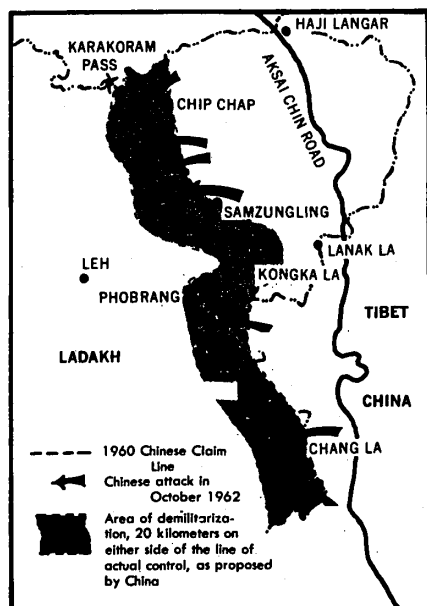 HAJI LANGAR
KARAKORAM
PASS
AKSAI CHIN ROAD
CHIP CHAP
SAMZUNGLING
LANAK LA
LEH
KONGKA LA
PHOBRANG
TIBET
LADAKH
CHINA
CHANG LA
1960 Chinese Claim
Line
Chinese attack in
October 1962
Area of demilitariza-
tion, 20 kilometers on
either side of the line of
actual control, as proposed
by China